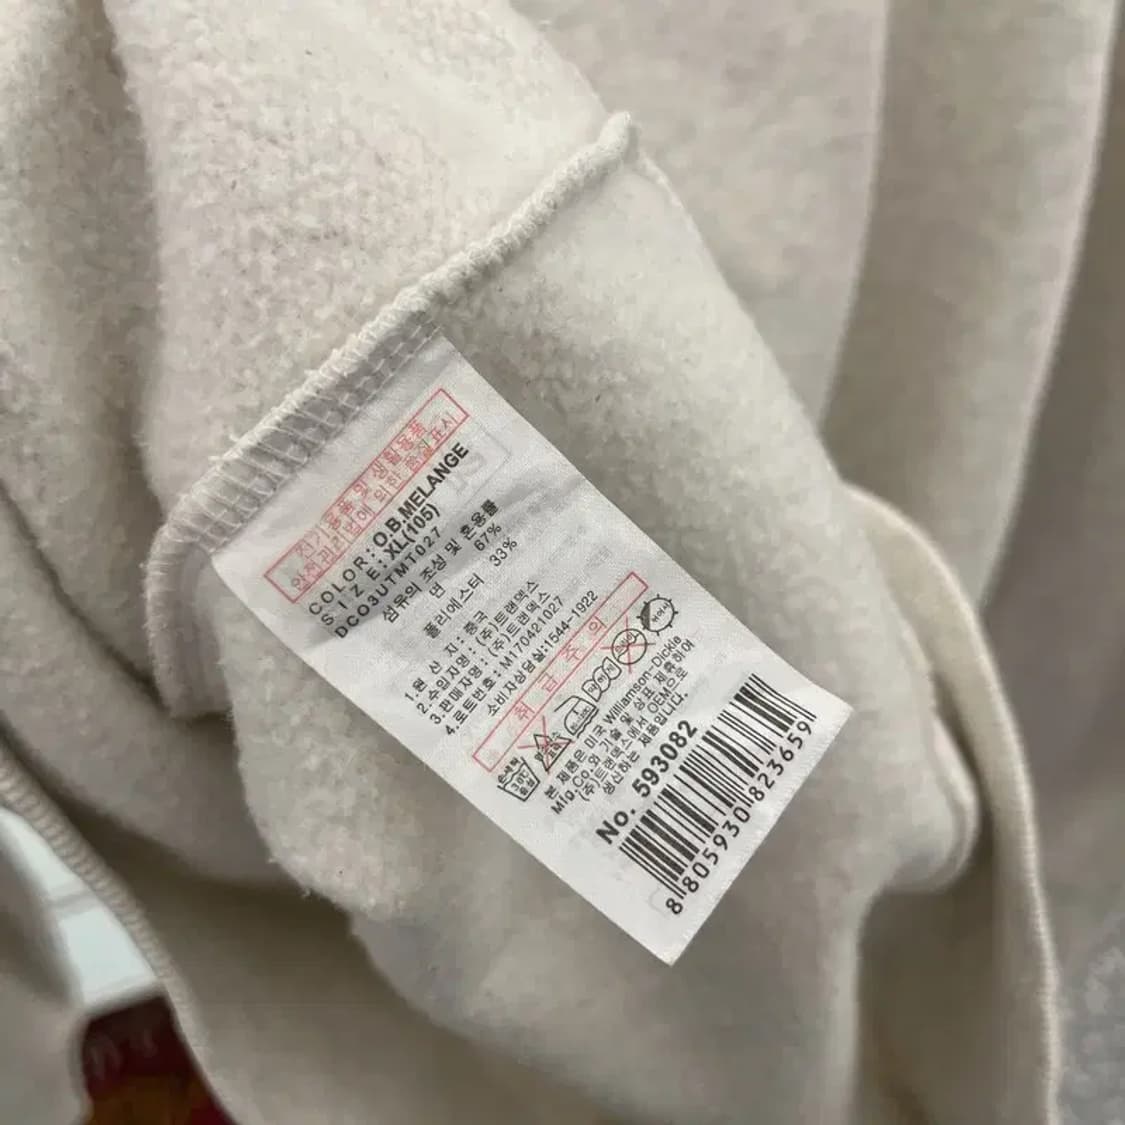 전기용품 및 생활용품
안전관리법에 의한 품질표시
COLOR: O.B.MELANGE
SIZE: XL(105)
DCO3UTMT027
섬유의 조성 및 혼용률
면 67%
폴리에스터 33%
1.원 산 지: 중국
2.수입자명: (주)트랜덱스
3.판매자명: (주)트랜덱스
4.로트번호: M170421027
소비자상담실:1544-1922
취 급 주 의
본 제품은 미국 Williamson-Dickie
Mfg.Co.와 기술 및 상표 제휴하여
(주)트랜덱스에서 OEM으로
생산하는 제품입니다.
No. 593082
8 805930 823659